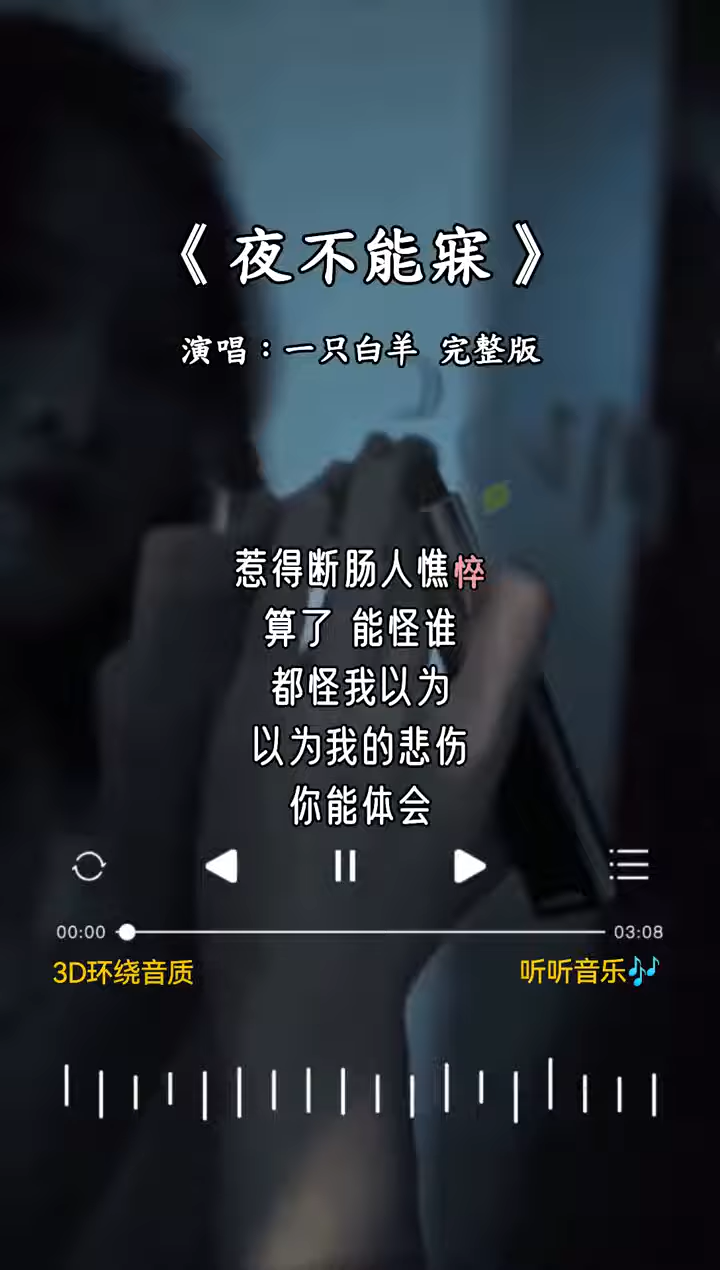 《夜不能寐》
演唱：一只白羊 完整版
惹得断肠人憔悴
算了 能怪谁
都怪我以为
以为我的悲伤
你能体会
00:00
03:08
3D环绕音质
听听音乐🎶